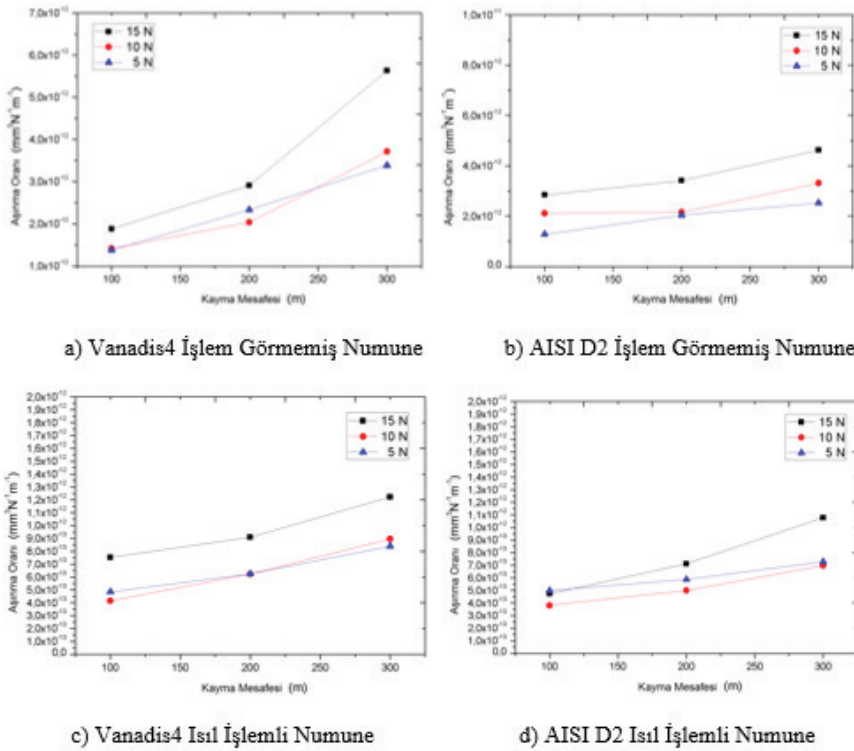 7,0x10⁻¹²
6,0x10⁻¹²
5,0x10⁻¹²
4,0x10⁻¹²
3,0x10⁻¹²
2,0x10⁻¹²
1,0x10⁻¹²
Aşınma Oranı (mm³N⁻¹m⁻¹)
15 N
10 N
5 N
100 150 200 250 300
Kayma Mesafesi (m)
a) Vanadis4 İşlem Görmemiş Numune
1,0x10⁻¹¹
8,0x10⁻¹²
6,0x10⁻¹²
4,0x10⁻¹²
2,0x10⁻¹²
0,0
Aşınma Oranı (mm³N⁻¹m⁻¹)
15 N
10 N
5 N
100 150 200 250 300
Kayma Mesafesi (m)
b) AISI D2 İşlem Görmemiş Numune
2,0x10⁻¹²
1,9x10⁻¹²
1,8x10⁻¹²
1,7x10⁻¹²
1,6x10⁻¹²
1,5x10⁻¹²
1,4x10⁻¹²
1,3x10⁻¹²
1,2x10⁻¹²
1,1x10⁻¹²
1,0x10⁻¹²
9,0x10⁻¹³
8,0x10⁻¹³
7,0x10⁻¹³
6,0x10⁻¹³
5,0x10⁻¹³
4,0x10⁻¹³
3,0x10⁻¹³
2,0x10⁻¹³
1,0x10⁻¹³
0,0
Aşınma Oranı (mm³N⁻¹m⁻¹)
15 N
10 N
5 N
100 150 200 250 300
Kayma Mesafesi (m)
c) Vanadis4 Isıl İşlemli Numune
2,0x10⁻¹²
1,9x10⁻¹²
1,8x10⁻¹²
1,7x10⁻¹²
1,6x10⁻¹²
1,5x10⁻¹²
1,4x10⁻¹²
1,3x10⁻¹²
1,2x10⁻¹²
1,1x10⁻¹²
1,0x10⁻¹²
9,0x10⁻¹³
8,0x10⁻¹³
7,0x10⁻¹³
6,0x10⁻¹³
5,0x10⁻¹³
4,0x10⁻¹³
3,0x10⁻¹³
2,0x10⁻¹³
1,0x10⁻¹³
0,0
Aşınma Oranı (mm³N⁻¹m⁻¹)
15 N
10 N
5 N
100 150 200 250 300
Kayma Mesafesi (m)
d) AISI D2 Isıl İşlemli Numune